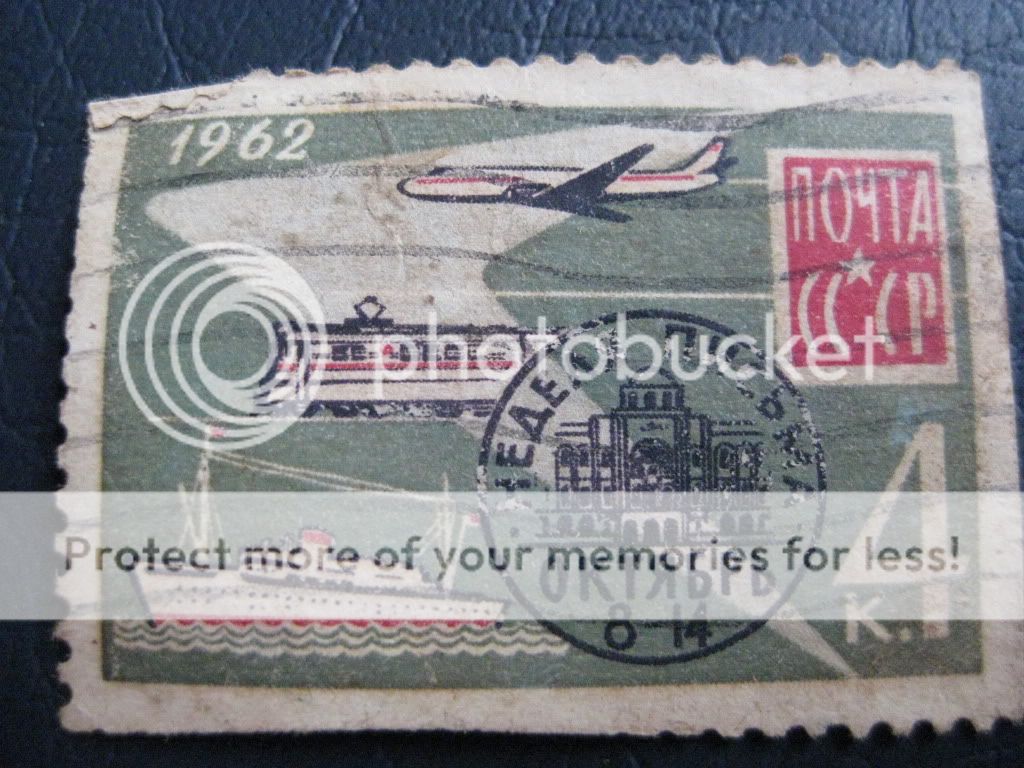 1962
ПОЧТА
СССР
photobucket
НЕДЕЛЯ ПИСЬМА
Protect more of your memories for less!
ОКТЯБРЬ
8-14
4
К.